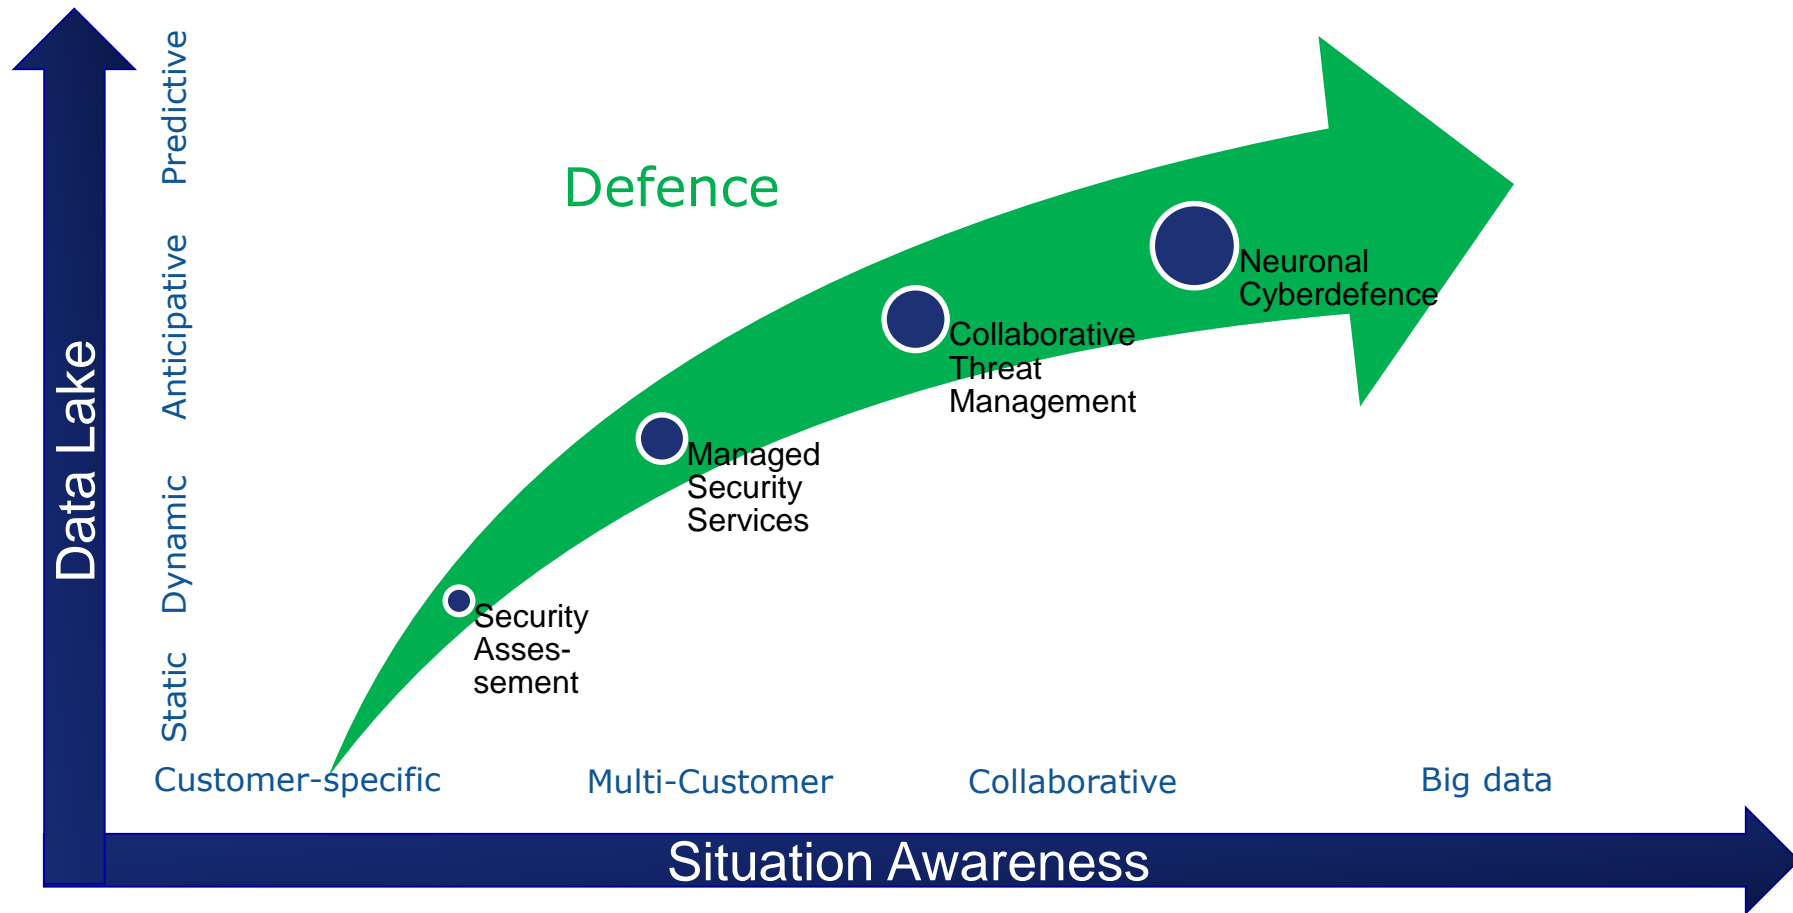 Predictive
Anticipative
Dynamic
Static
Data Lake
Defence
Neuronal
Cyberdefence
Collaborative
Threat
Management
Managed
Security
Services
Security
Asses-
sement
Customer-specific
Multi-Customer
Collaborative
Big data
Situation Awareness